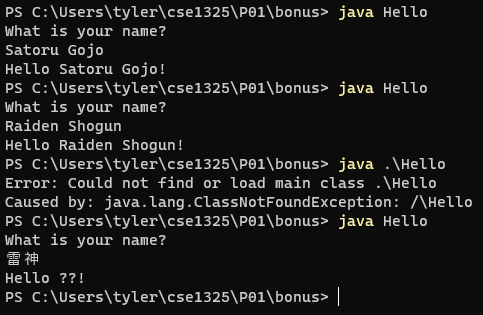 PS C:\Users\tyler\cse1325\P01\bonus> java Hello
What is your name?
Satoru Gojo
Hello Satoru Gojo!
PS C:\Users\tyler\cse1325\P01\bonus> java Hello
What is your name?
Raiden Shogun
Hello Raiden Shogun!
PS C:\Users\tyler\cse1325\P01\bonus> java .\Hello
Error: Could not find or load main class .\Hello
Caused by: java.lang.ClassNotFoundException: /\Hello
PS C:\Users\tyler\cse1325\P01\bonus> java Hello
What is your name?
雷神
Hello ??!
PS C:\Users\tyler\cse1325\P01\bonus>